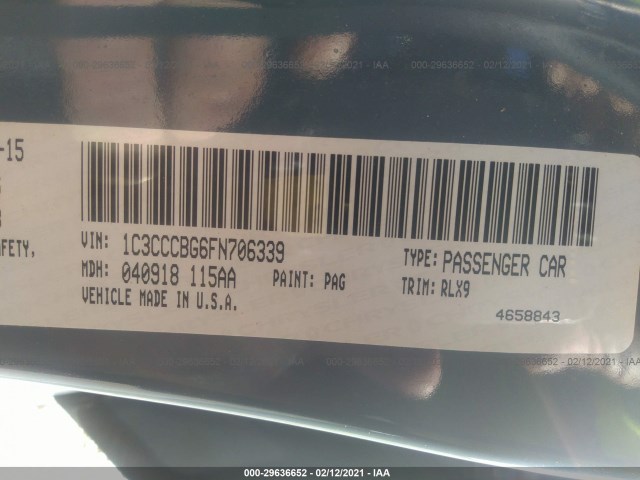 000-29636652 - 02/12/2021 - IAA
-15
AFETY,
VIN: 1C3CCCBG6FN706339
MDH: 040918 115AA
PAINT: PAG
VEHICLE MADE IN U.S.A.
TYPE: PASSENGER CAR
TRIM: RLX9
4658843
000-29636652 - 02/12/2021 - IAA
000-29636652 - 02/12/2021 - IAA